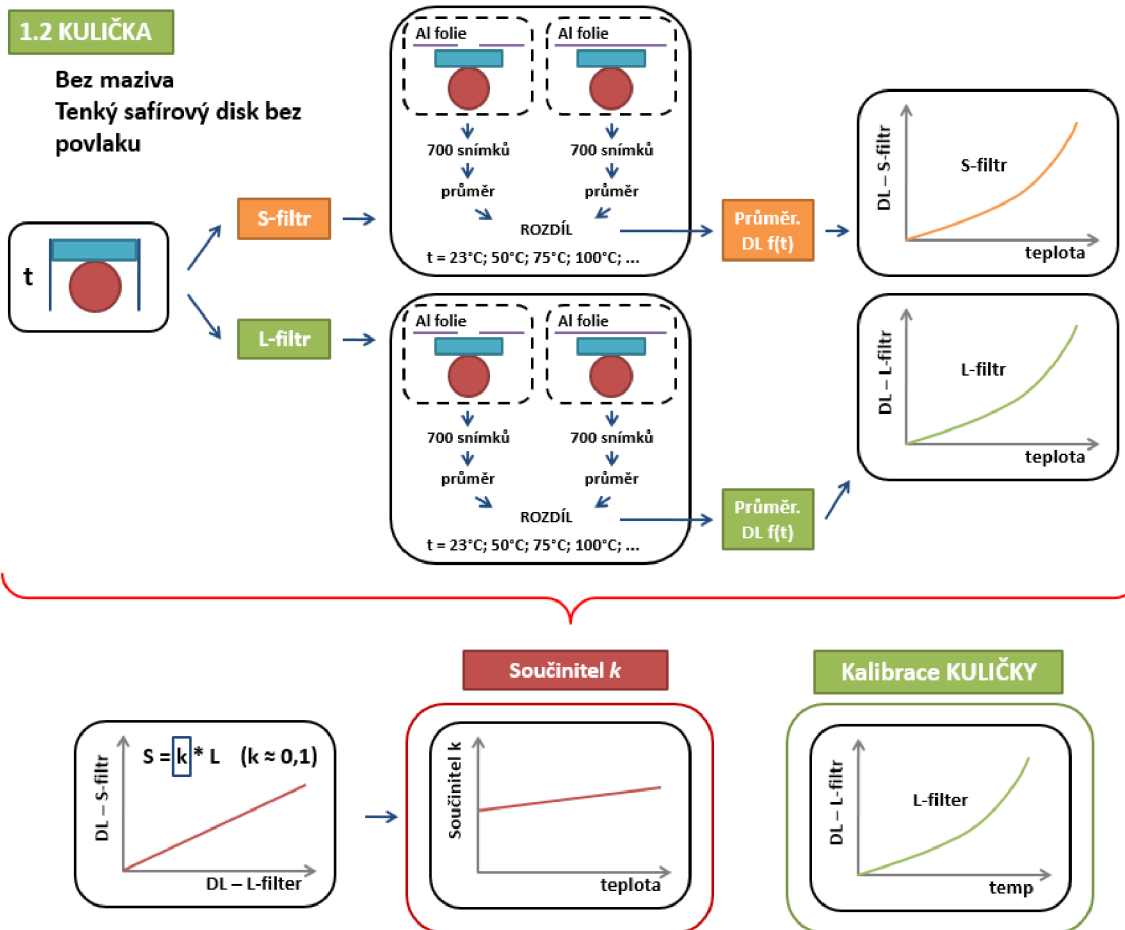 1.2 KULIČKA
Bez maziva
Tenký safírový disk bez
povlaku
t
S-filtr
L-filtr
Al folie
Al folie
700 snímků
700 snímků
průměr
průměr
ROZDÍL
t = 23°C; 50°C; 75°C; 100°C; ...
Průměr.
DL f(t)
DL – S-filtr
S-filtr
teplota
Al folie
Al folie
700 snímků
700 snímků
průměr
průměr
ROZDÍL
t = 23°C; 50°C; 75°C; 100°C; ...
Průměr.
DL f(t)
DL – L-filtr
L-filtr
teplota
DL – S-filtr
S = k * L (k ≈ 0,1)
DL – L-filter
Součinitel k
Součinitel k
teplota
Kalibrace KULIČKY
DL – L-filtr
L-filter
temp